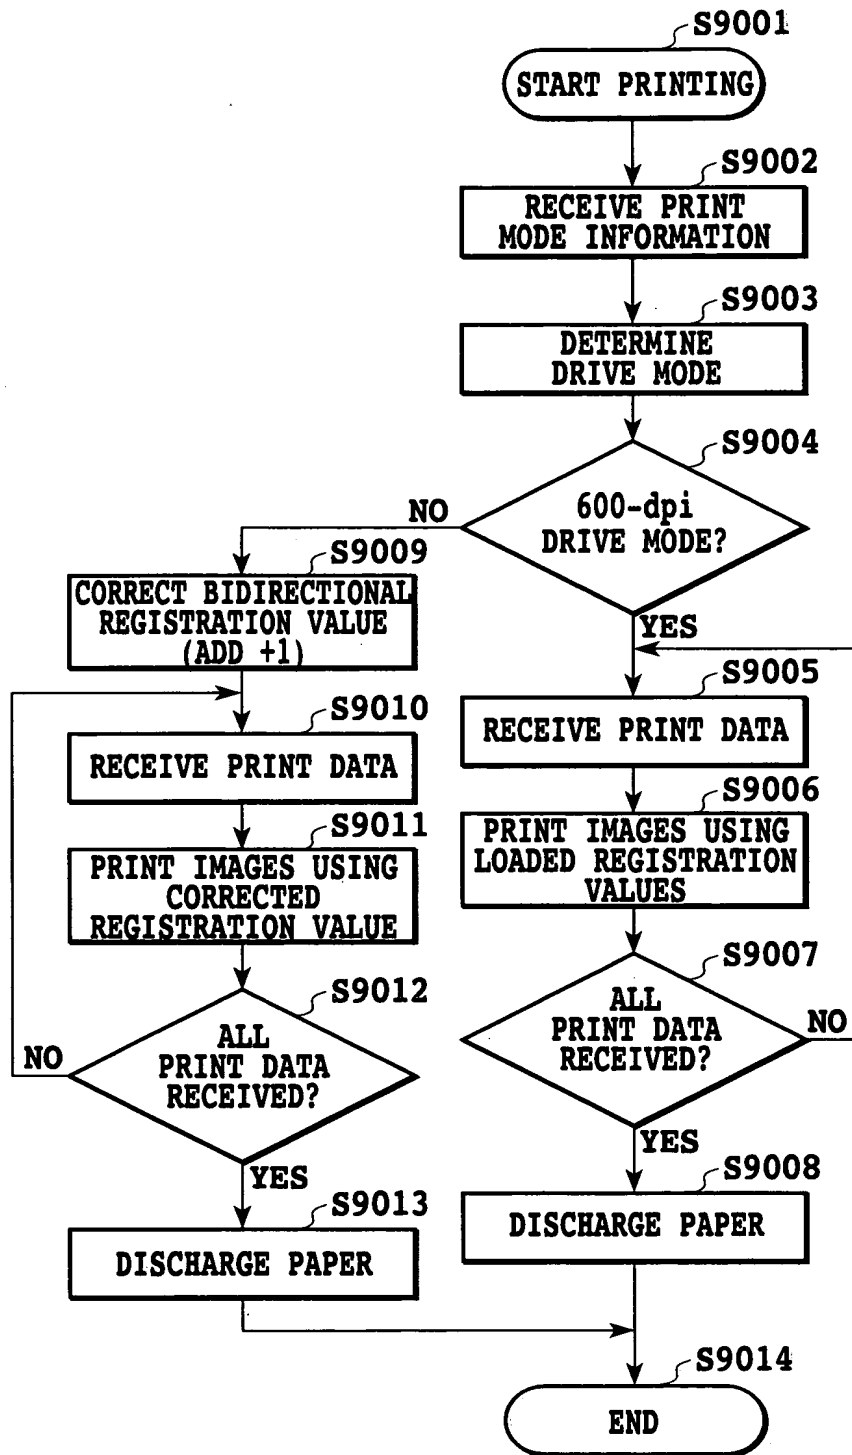 S9001
START PRINTING
S9002
RECEIVE PRINT
MODE INFORMATION
S9003
DETERMINE
DRIVE MODE
S9004
600-dpi
DRIVE MODE?
NO
YES
S9009
CORRECT BIDIRECTIONAL
REGISTRATION VALUE
(ADD +1)
S9010
RECEIVE PRINT DATA
S9011
PRINT IMAGES USING
CORRECTED
REGISTRATION VALUE
S9012
ALL
PRINT DATA
RECEIVED?
NO
YES
S9013
DISCHARGE PAPER
S9005
RECEIVE PRINT DATA
S9006
PRINT IMAGES USING
LOADED REGISTRATION
VALUES
S9007
ALL
PRINT DATA
RECEIVED?
NO
YES
S9008
DISCHARGE PAPER
S9014
END